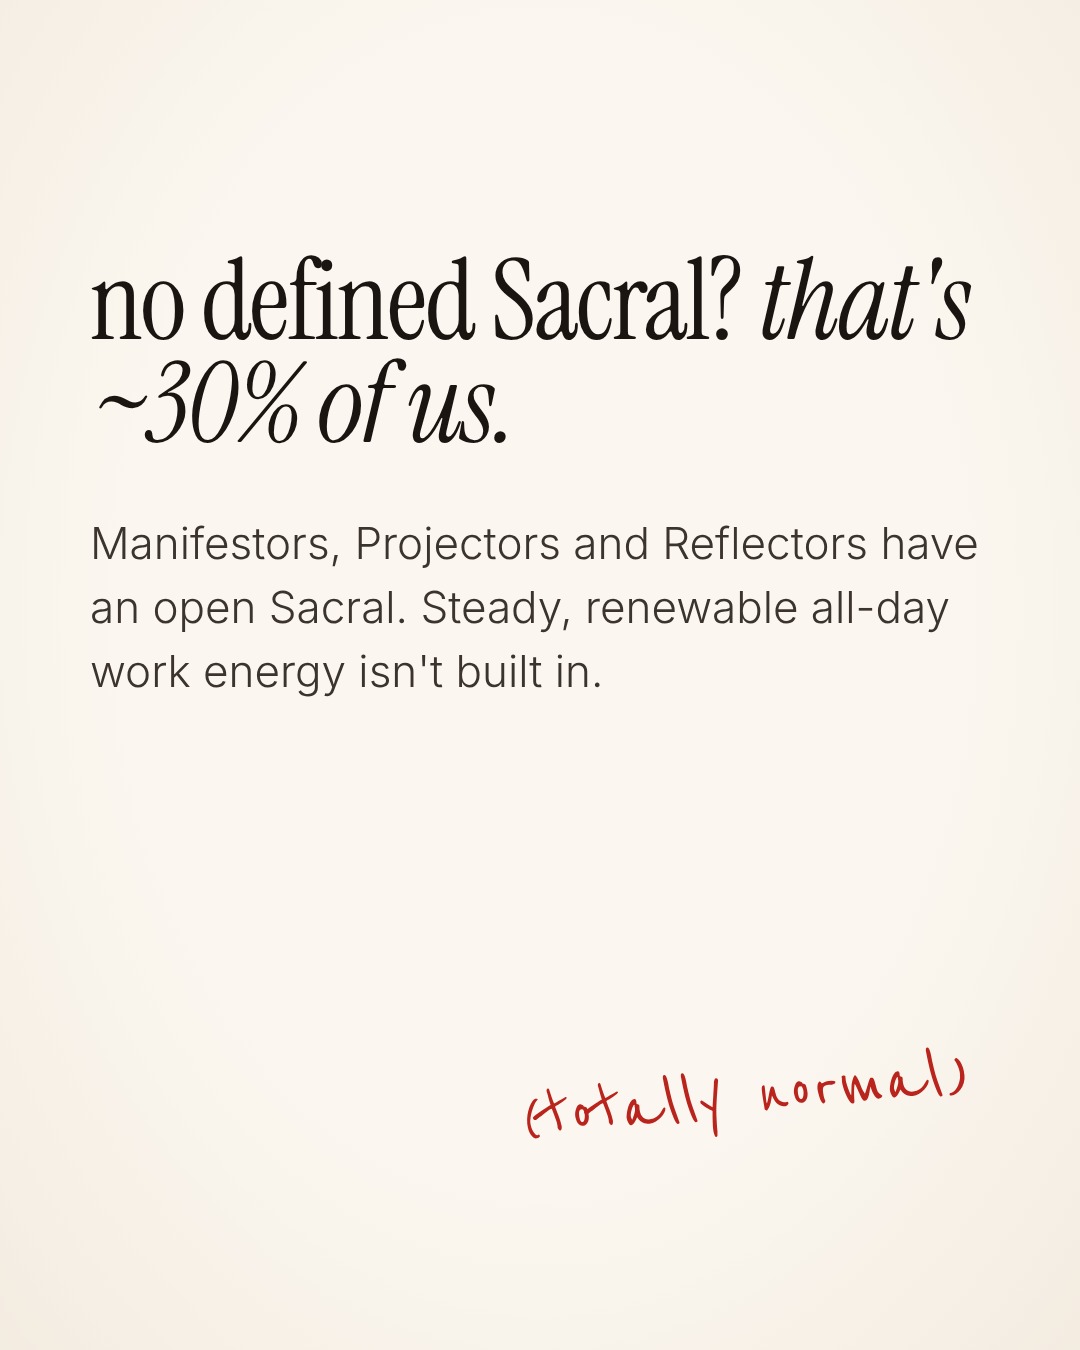 no defined Sacral? that's
~30% of us.
Manifestors, Projectors and Reflectors have
an open Sacral. Steady, renewable all-day
work energy isn't built in.
(totally normal)